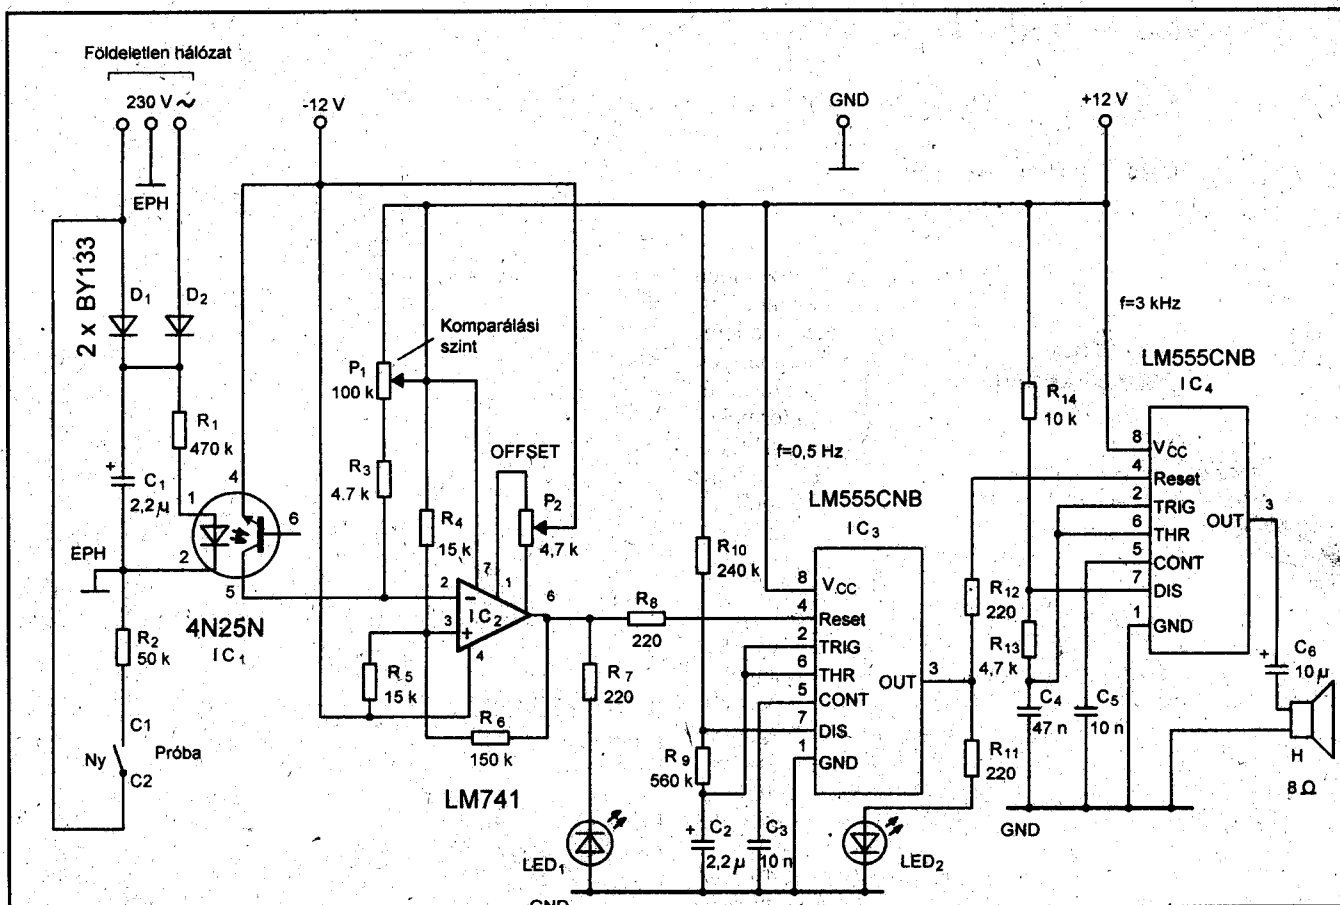 Földeletlen hálózat
230 V ~
-12 V
GND
+12 V
EPH
2 x BY133
D1
D2
f=3 kHz
Komparálási
szint
LM555CNB
IC4
P1
100 k
R14
10 k
R1
470 k
OFFSET
f=0,5 Hz
8
VCC
4
Reset
2
TRIG
6
THR
5
CONT
7
DIS
1
GND
OUT
3
+
C1
2,2 µ
4
1
6
2
5
R3
4.7 k
P2
4,7 k
LM555CNB
IC3
R4
15 k
R10
240 k
EPH
4N25N
IC1
7
1
2
-
6
3
+
IC2
4
R8
220
8
VCC
4
Reset
2
TRIG
6
THR
5
CONT
7
DIS.
1
GND
OUT
3
R12
220
R13
4,7 k
C6
+
10 µ
R2
50 k
R5
15 k
R7
220
R6
150 k
C4
47 n
C5
10 n
C1
Ny
Próba
C2
R9
560 k
R11
220
H
8 Ω
LM741
GND
LED1
+
C2
2,2 µ
C3
10 n
LED2
GND